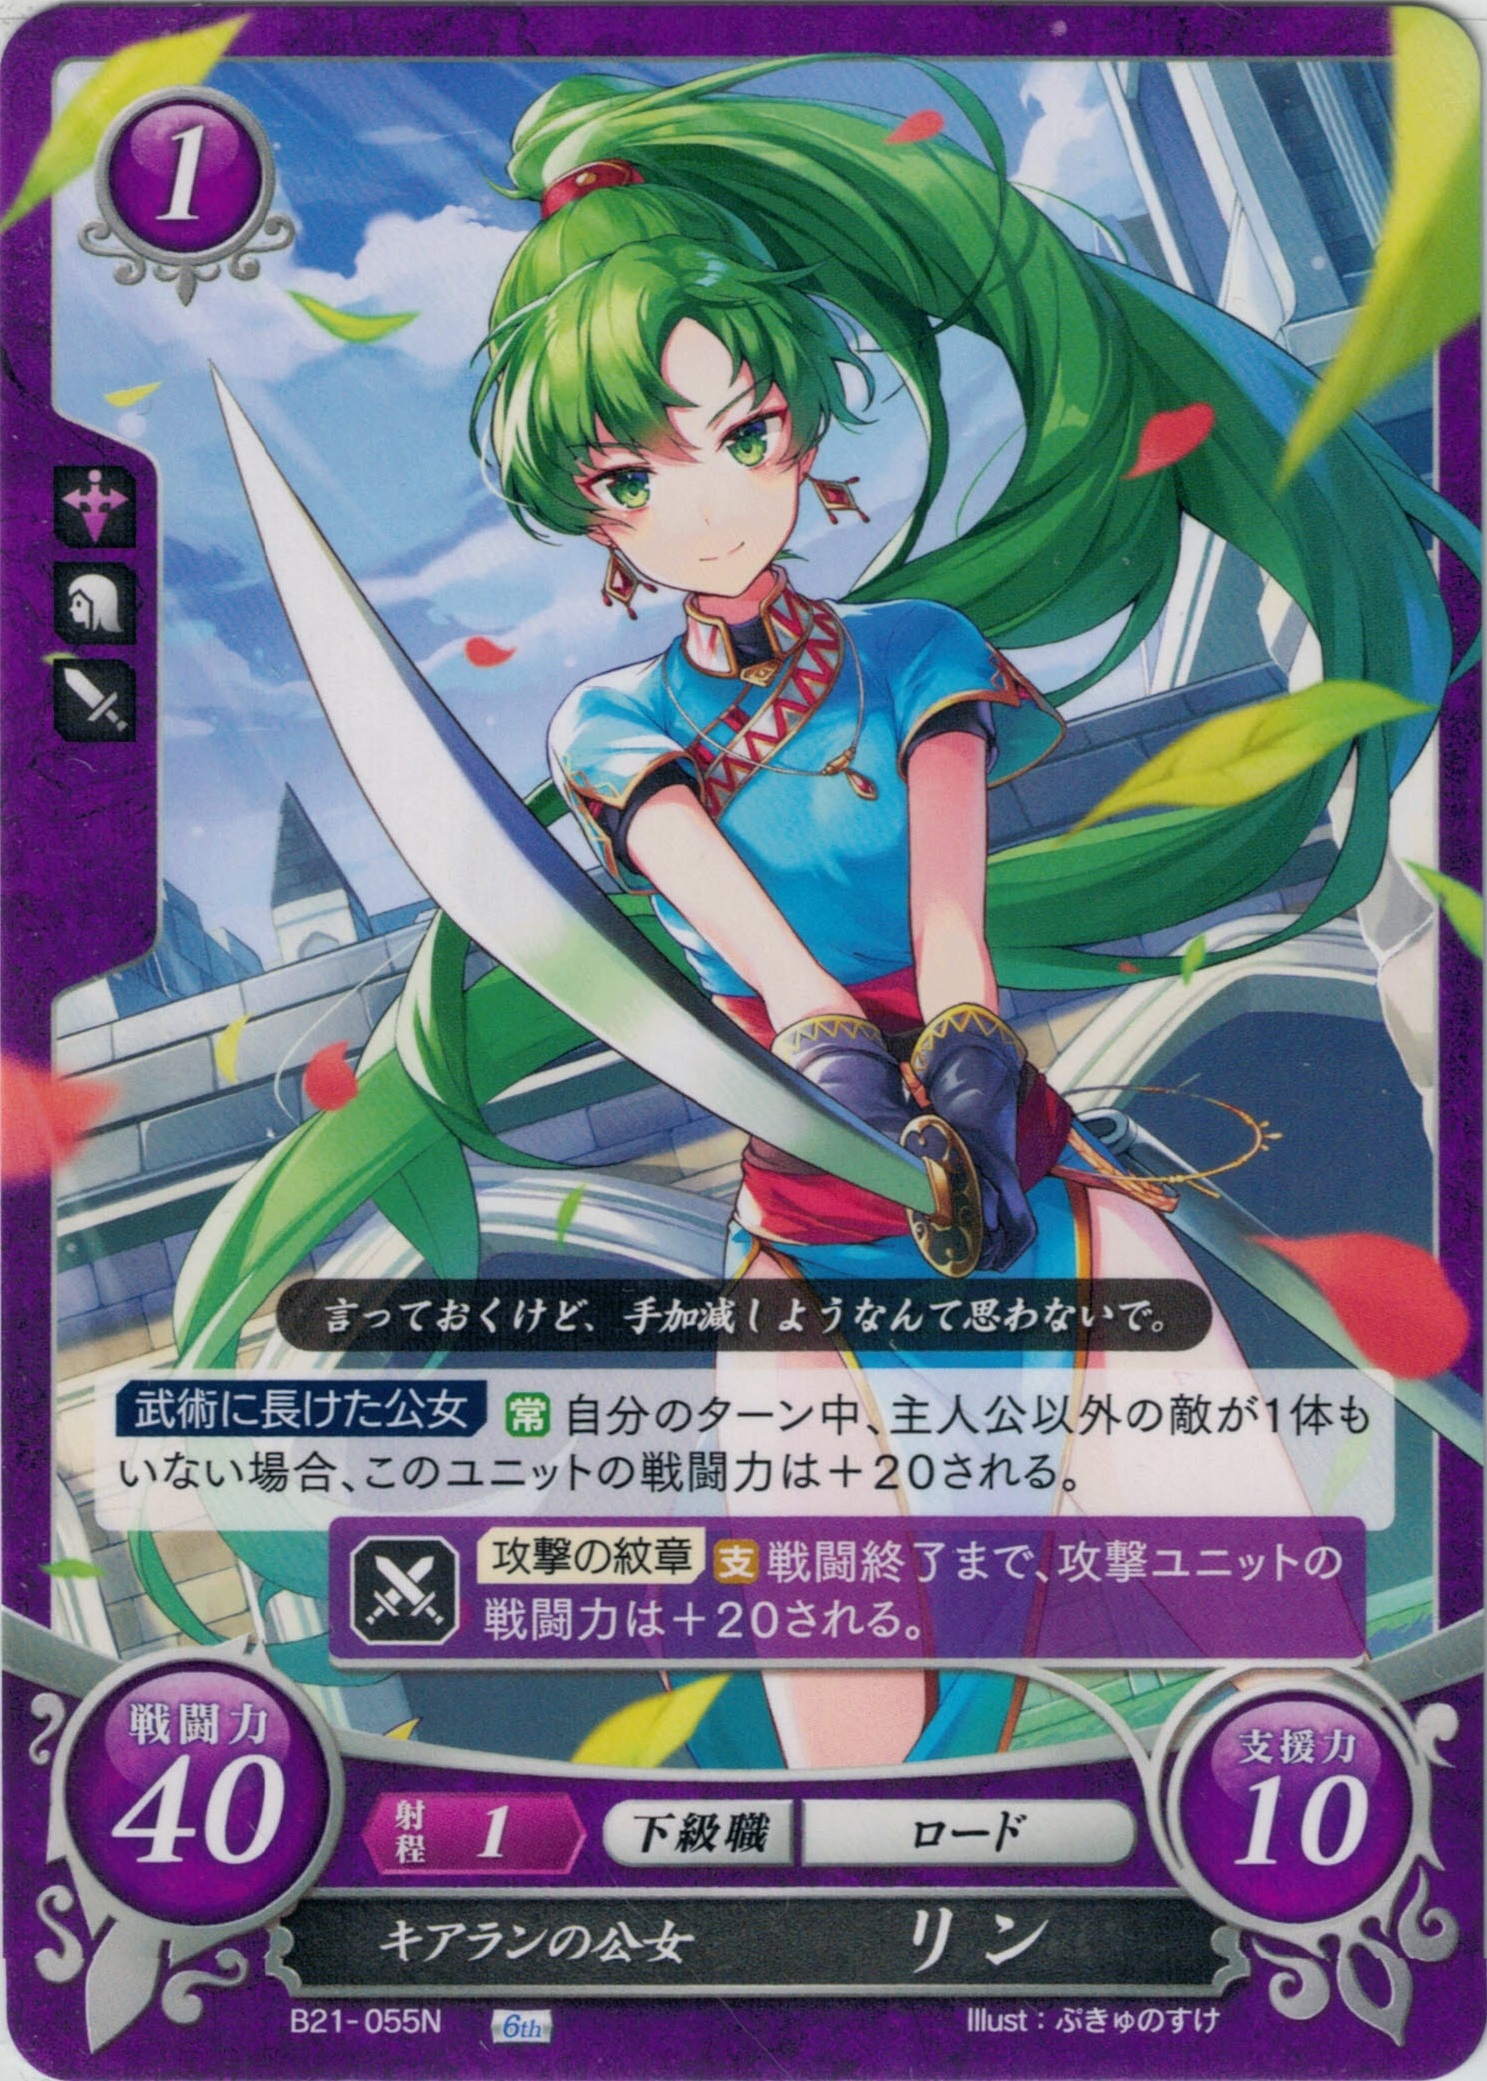 1
言っておくけど、手加減しようなんて思わないで。
武術に長けた公女 常 自分のターン中、主人公以外の敵が1体も
いない場合、このユニットの戦闘力は+20される。
攻撃の紋章 支 戦闘終了まで、攻撃ユニットの
戦闘力は+20される。
戦闘力
40
射程 1 下級職 ロード
支援力
10
キアランの公女 リン
B21-055N 6th Illust:ぷきゅのすけ